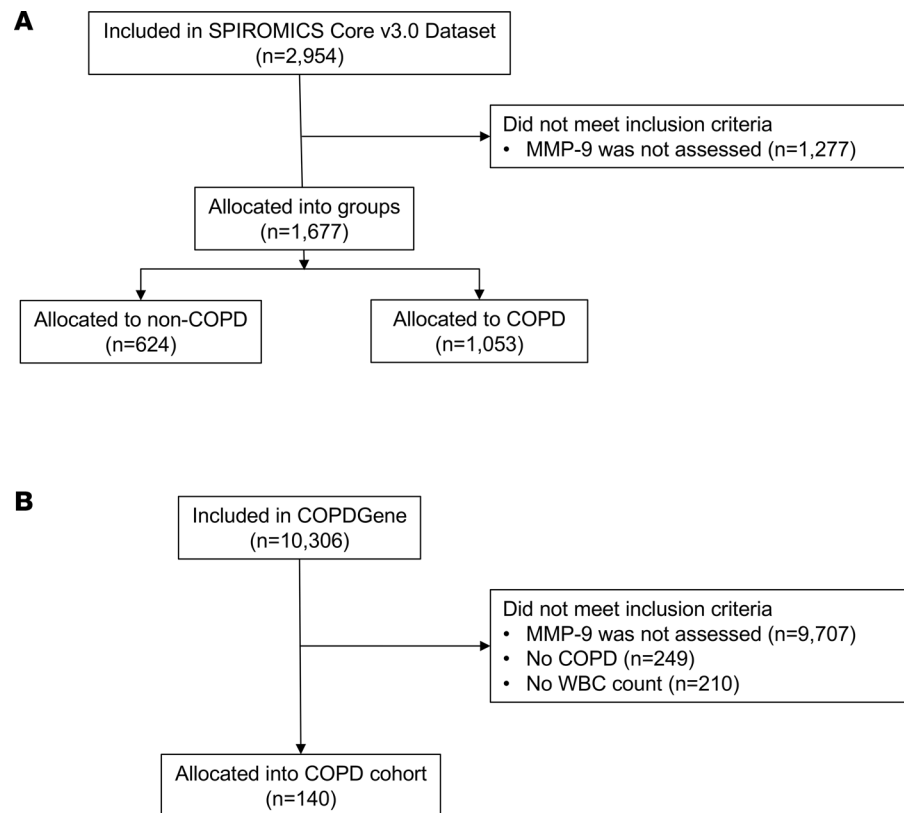 A
Included in SPIROMICS Core v3.0 Dataset
(n=2,954)
Did not meet inclusion criteria
• MMP-9 was not assessed (n=1,277)
Allocated into groups
(n=1,677)
Allocated to non-COPD
(n=624)
Allocated to COPD
(n=1,053)
B
Included in COPDGene
(n=10,306)
Did not meet inclusion criteria
• MMP-9 was not assessed (n=9,707)
• No COPD (n=249)
• No WBC count (n=210)
Allocated into COPD cohort
(n=140)